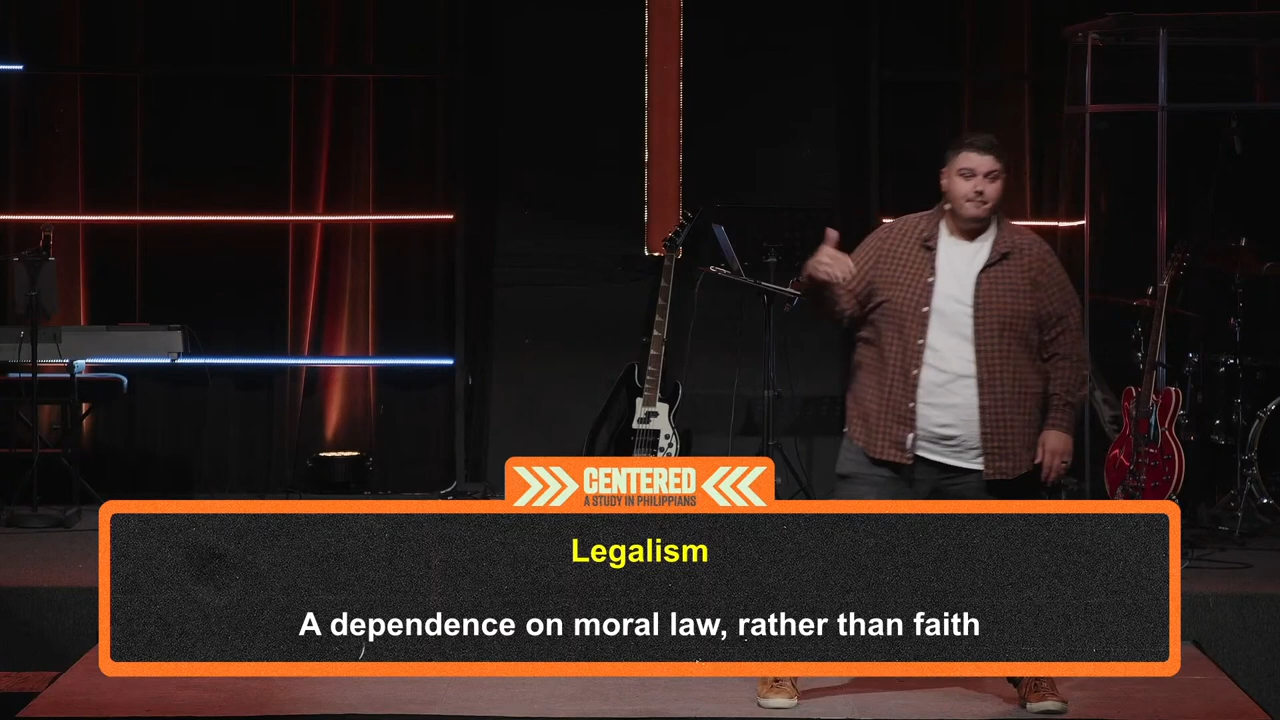 CENTERED
A STUDY IN PHILIPPIANS
Legalism
A dependence on moral law, rather than faith